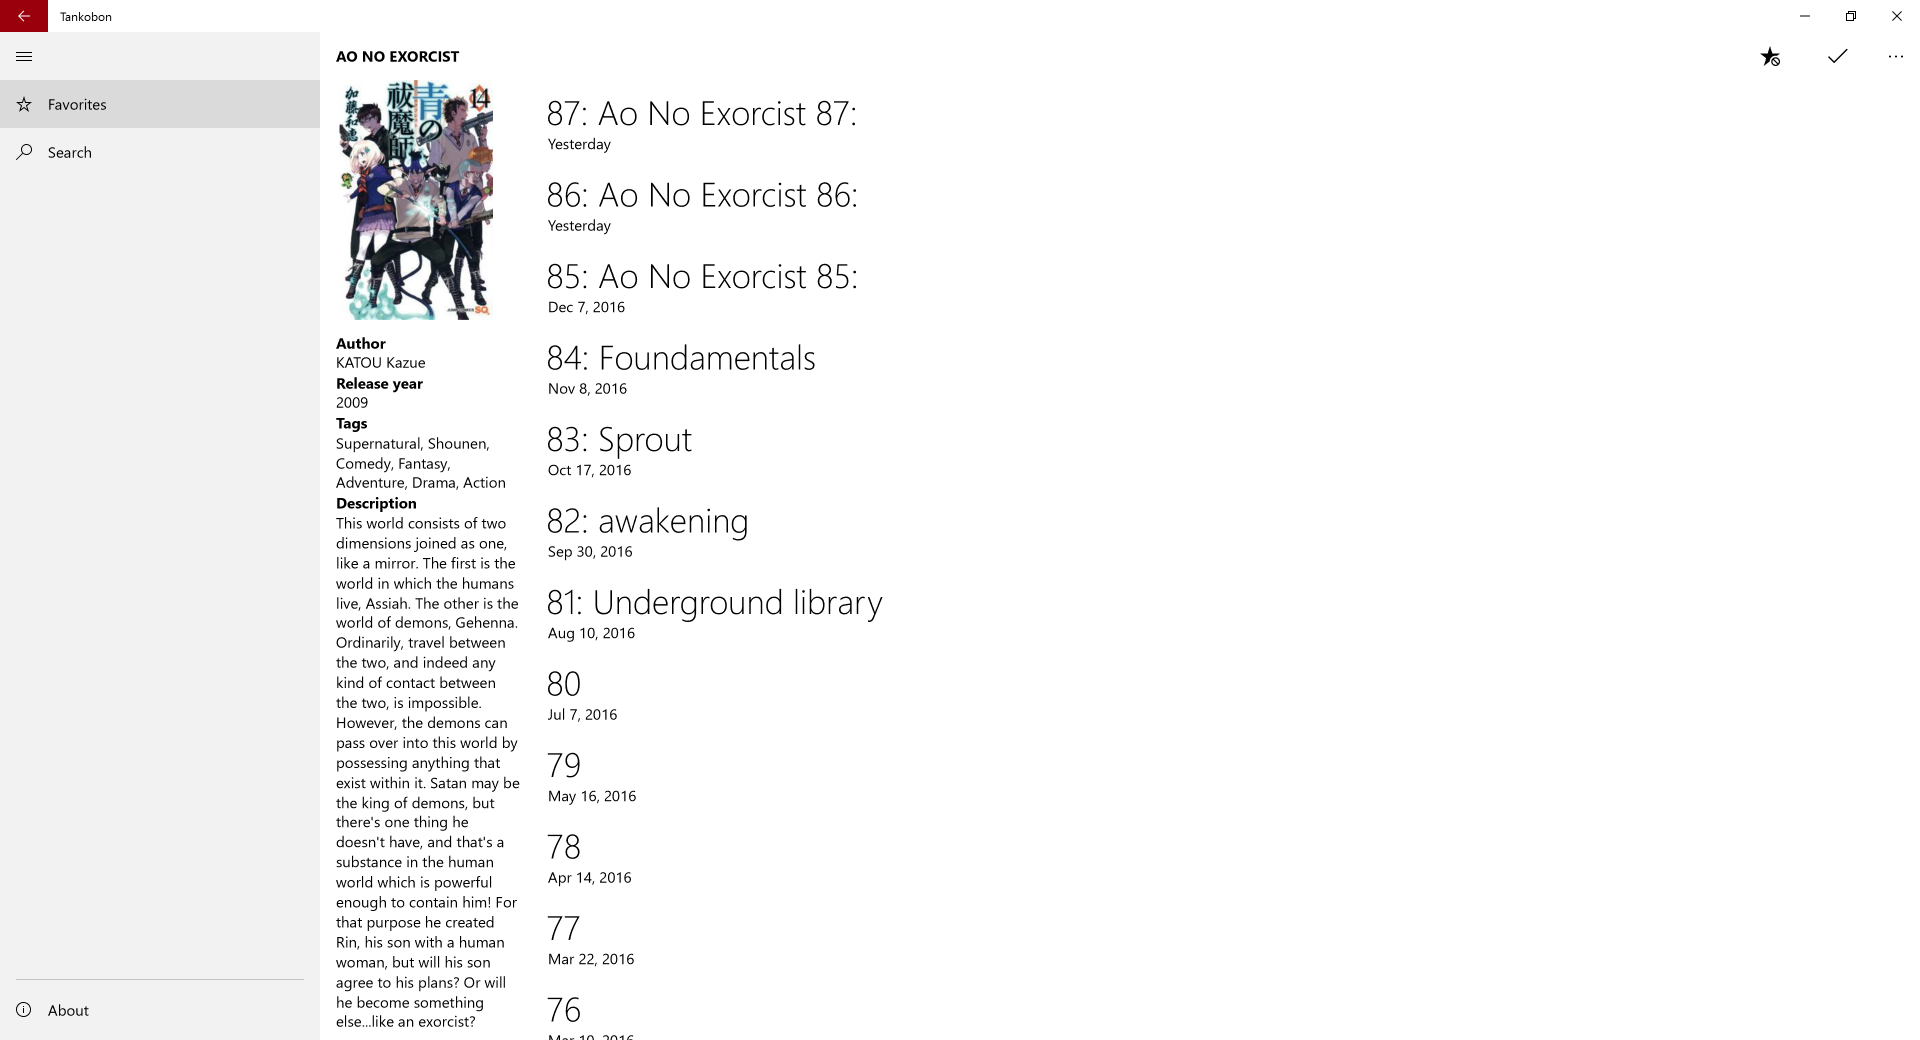 Tankobon
AO NO EXORCIST
Favorites
Search
加藤和恵
青の
祓魔師
14
JUMP COMICS SQ.
Author
KATOU Kazue
Release year
2009
Tags
Supernatural, Shounen,
Comedy, Fantasy,
Adventure, Drama, Action
Description
This world consists of two
dimensions joined as one,
like a mirror. The first is the
world in which the humans
live, Assiah. The other is the
world of demons, Gehenna.
Ordinarily, travel between
the two, and indeed any
kind of contact between
the two, is impossible.
However, the demons can
pass over into this world by
possessing anything that
exist within it. Satan may be
the king of demons, but
there's one thing he
doesn't have, and that's a
substance in the human
world which is powerful
enough to contain him! For
that purpose he created
Rin, his son with a human
woman, but will his son
agree to his plans? Or will
he become something
else...like an exorcist?
87: Ao No Exorcist 87:
Yesterday
86: Ao No Exorcist 86:
Yesterday
85: Ao No Exorcist 85:
Dec 7, 2016
84: Foundamentals
Nov 8, 2016
83: Sprout
Oct 17, 2016
82: awakening
Sep 30, 2016
81: Underground library
Aug 10, 2016
80
Jul 7, 2016
79
May 16, 2016
78
Apr 14, 2016
77
Mar 22, 2016
76
Mar 10, 2016
About